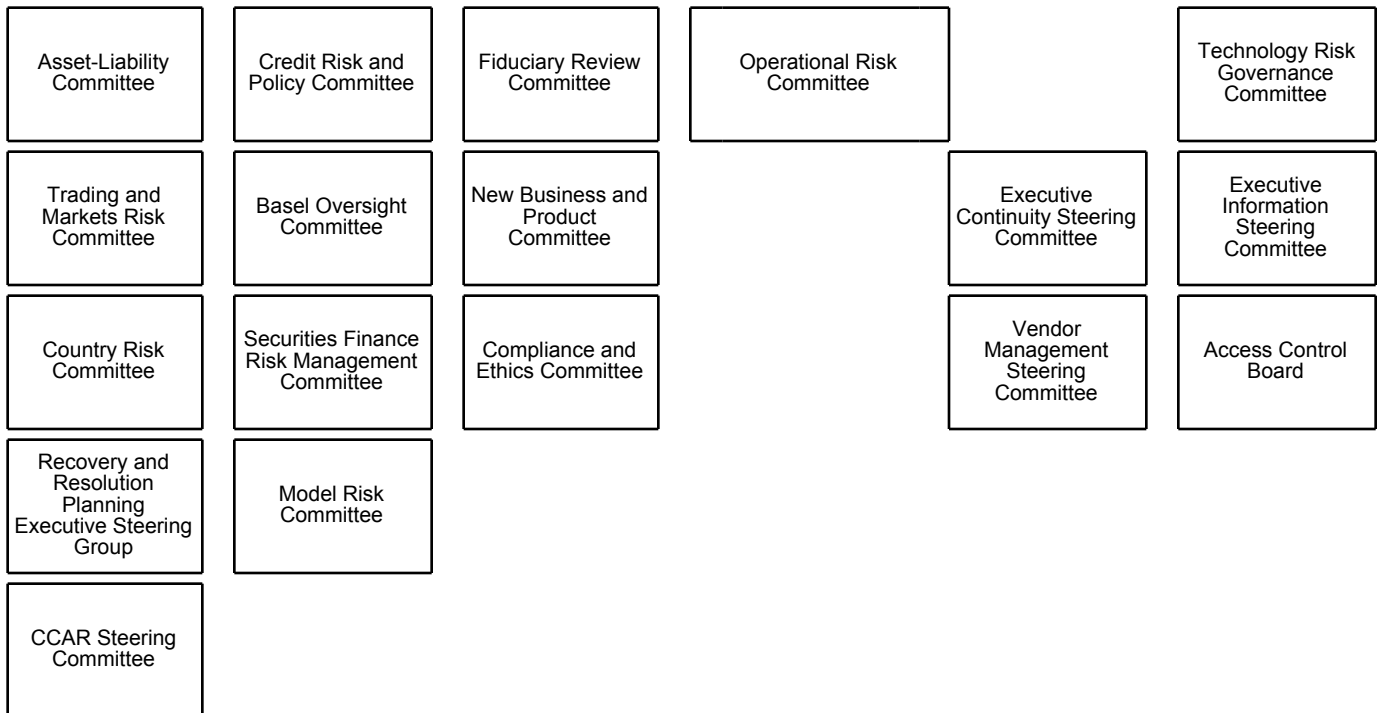 Asset-Liability
Committee
Credit Risk and
Policy Committee
Fiduciary Review
Committee
Operational Risk
Committee
Technology Risk
Governance
Committee
Trading and
Markets Risk
Committee
Basel Oversight
Committee
New Business and
Product
Committee
Executive
Continuity Steering
Committee
Executive
Information
Steering
Committee
Country Risk
Committee
Securities Finance
Risk Management
Committee
Compliance and
Ethics Committee
Vendor
Management
Steering
Committee
Access Control
Board
Recovery and
Resolution
Planning
Executive Steering
Group
Model Risk
Committee
CCAR Steering
Committee